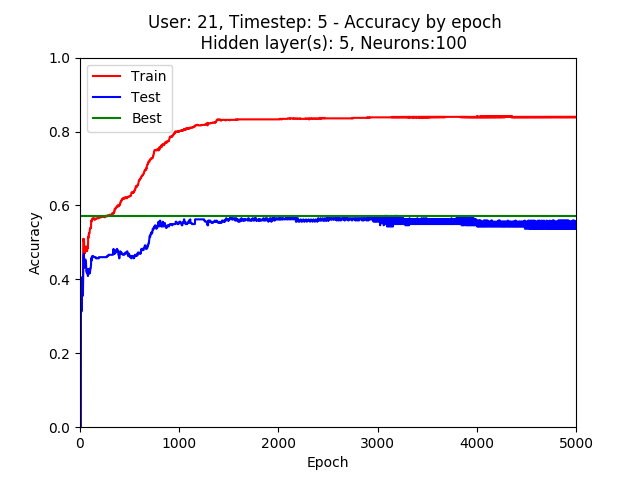 User: 21, Timestep: 5 - Accuracy by epoch
Hidden layer(s): 5, Neurons:100
1.0
Train
Test
Best
0.8
0.6
Accuracy
0.4
0.2
0.0
0 1000 2000 3000 4000 5000
Epoch